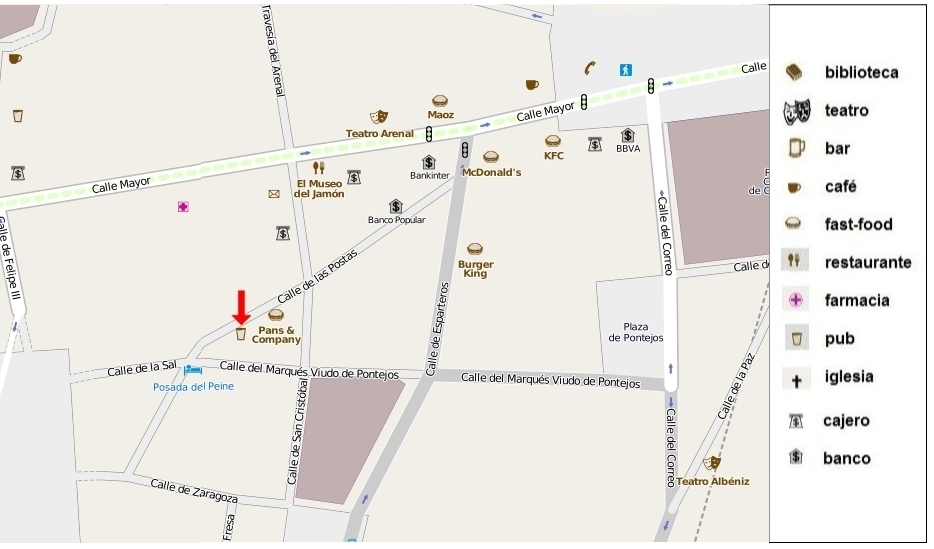 Travesía del Arenal
Calle Mayor
Calle
Maoz
Teatro Arenal
KFC
BBVA
Bankinter
McDonald's
El Museo
del Jamón
Calle Mayor
Banco Popular
Calle de Felipe III
Calle de las Postas
Calle del Correo
Burger
King
Calle de Esparteros
Pans &
Company
Plaza
de Pontejos
Calle de la Sal
Calle del Marqués Viudo de Pontejos
Calle del Marqués Viudo de Pontejos
Posada del Peine
Calle de San Cristóbal
Calle de la Paz
Calle del Correo
Teatro Albéniz
Calle de Zaragoza
Fresa
biblioteca
teatro
bar
café
fast-food
restaurante
farmacia
pub
iglesia
cajero
banco